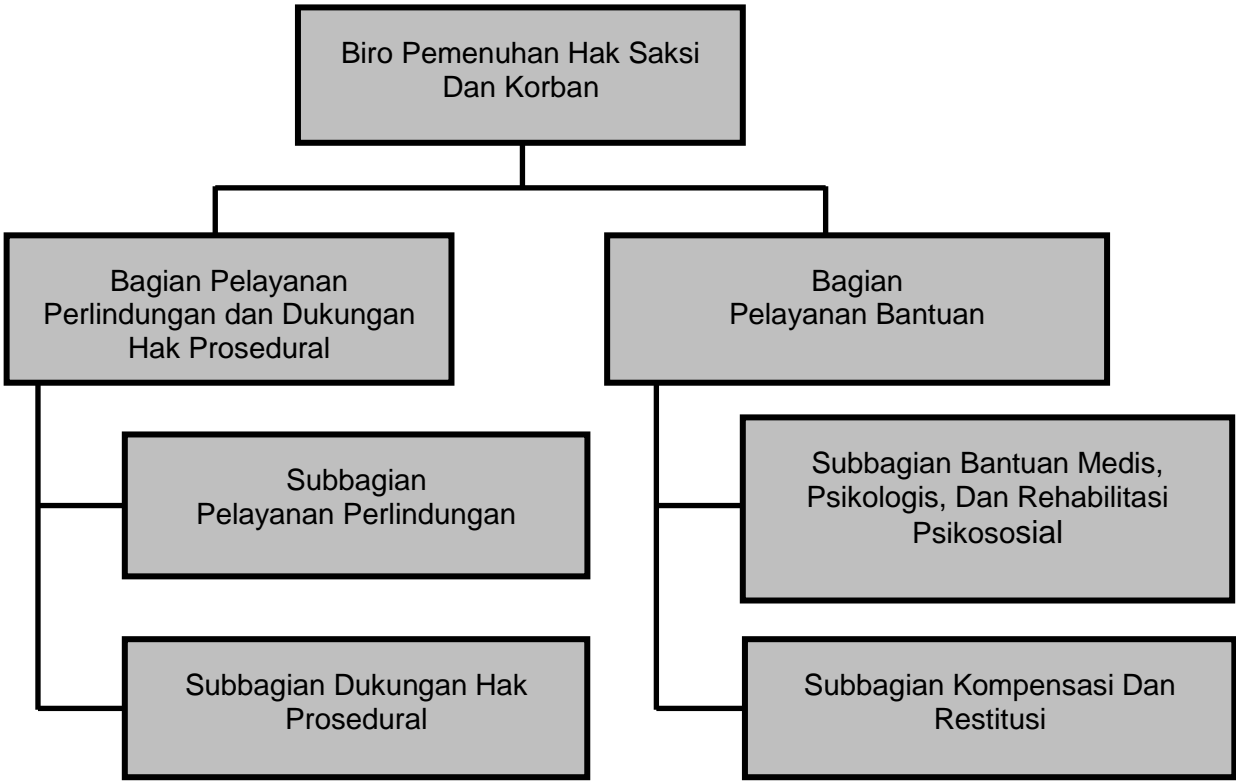 Biro Pemenuhan Hak Saksi
Dan Korban
Bagian Pelayanan
Perlindungan dan Dukungan
Hak Prosedural
Bagian
Pelayanan Bantuan
Subbagian
Pelayanan Perlindungan
Subbagian Bantuan Medis,
Psikologis, Dan Rehabilitasi
Psikososial
Subbagian Dukungan Hak
Prosedural
Subbagian Kompensasi Dan
Restitusi